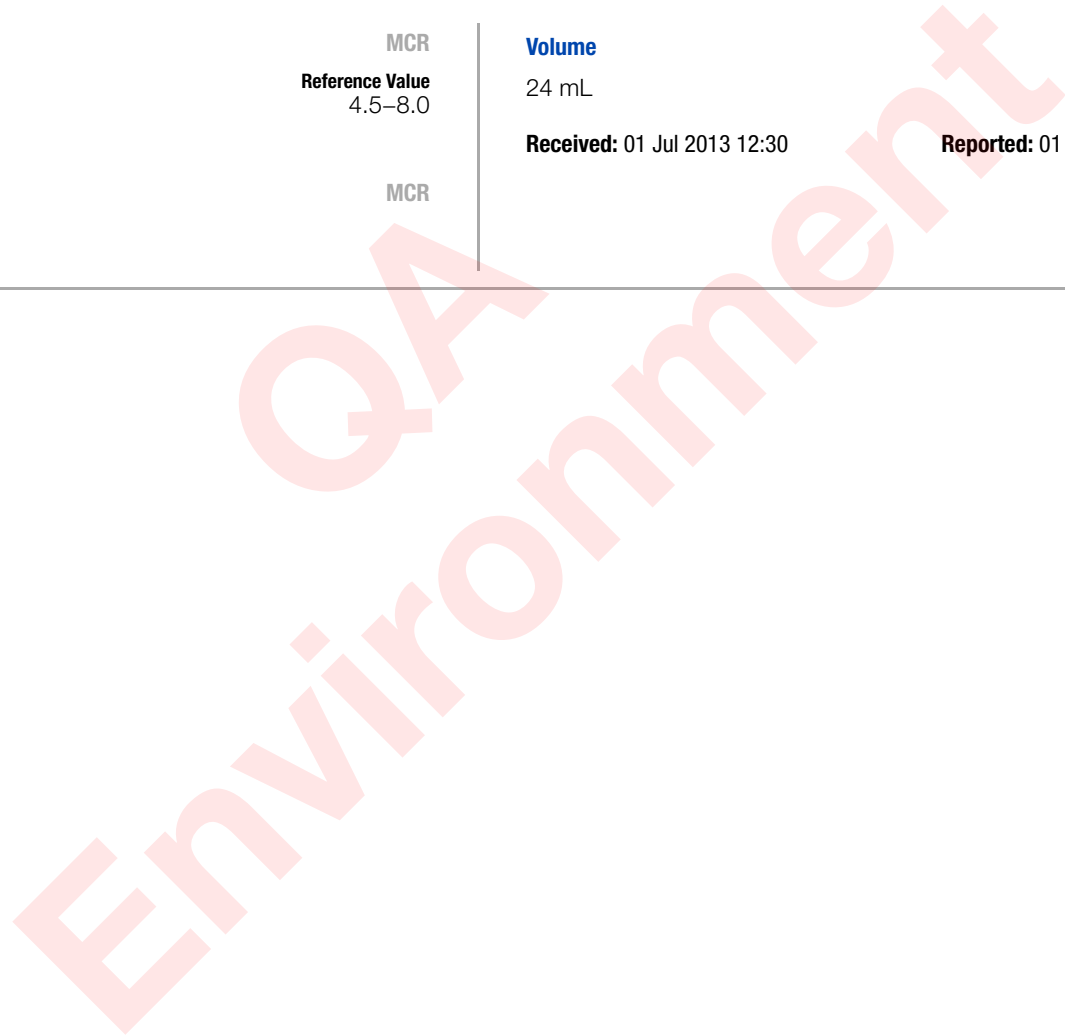 MCR
Reference Value
4.5–8.0
MCR
Volume
24 mL
Received: 01 Jul 2013 12:30 Reported: 01
QA
Environment